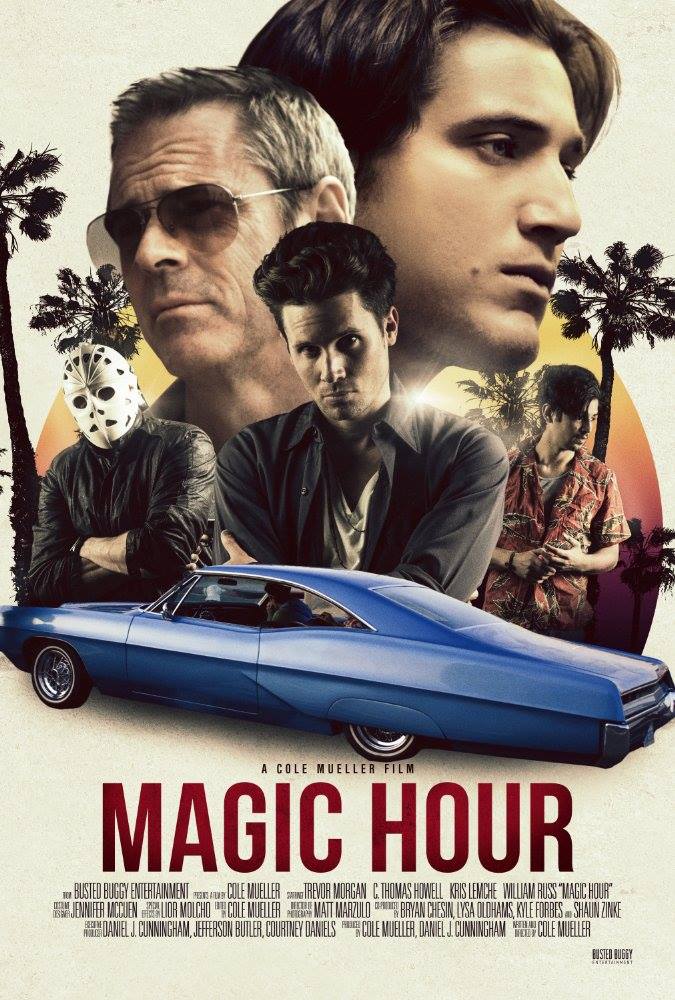 A COLE MUELLER FILM
MAGIC HOUR
FROM BUSTED BUGGY ENTERTAINMENT PRESENTS A FILM BY COLE MUELLER STARRING TREVOR MORGAN C. THOMAS HOWELL KRIS LEMCHE WILLIAM RUSS "MAGIC HOUR"
COSTUME DESIGNER JENNIFER MCCUEN SPECIAL EFFECTS BY LIOR MOLCHO EDITED BY COLE MUELLER DIRECTOR OF PHOTOGRAPHY MATT MARZULO CO-PRODUCED BY BRYAN CHESIN, LYSA OLDHAMS, KYLE FORBES AND SHAUN ZINKE
EXECUTIVE PRODUCER DANIEL J. CUNNINGHAM, JEFFERSON BUTLER, COURTNEY DANIELS PRODUCED BY COLE MUELLER, DANIEL J. CUNNINGHAM WRITTEN AND DIRECTED BY COLE MUELLER
BUSTED BUGGY
ENTERTAINMENT